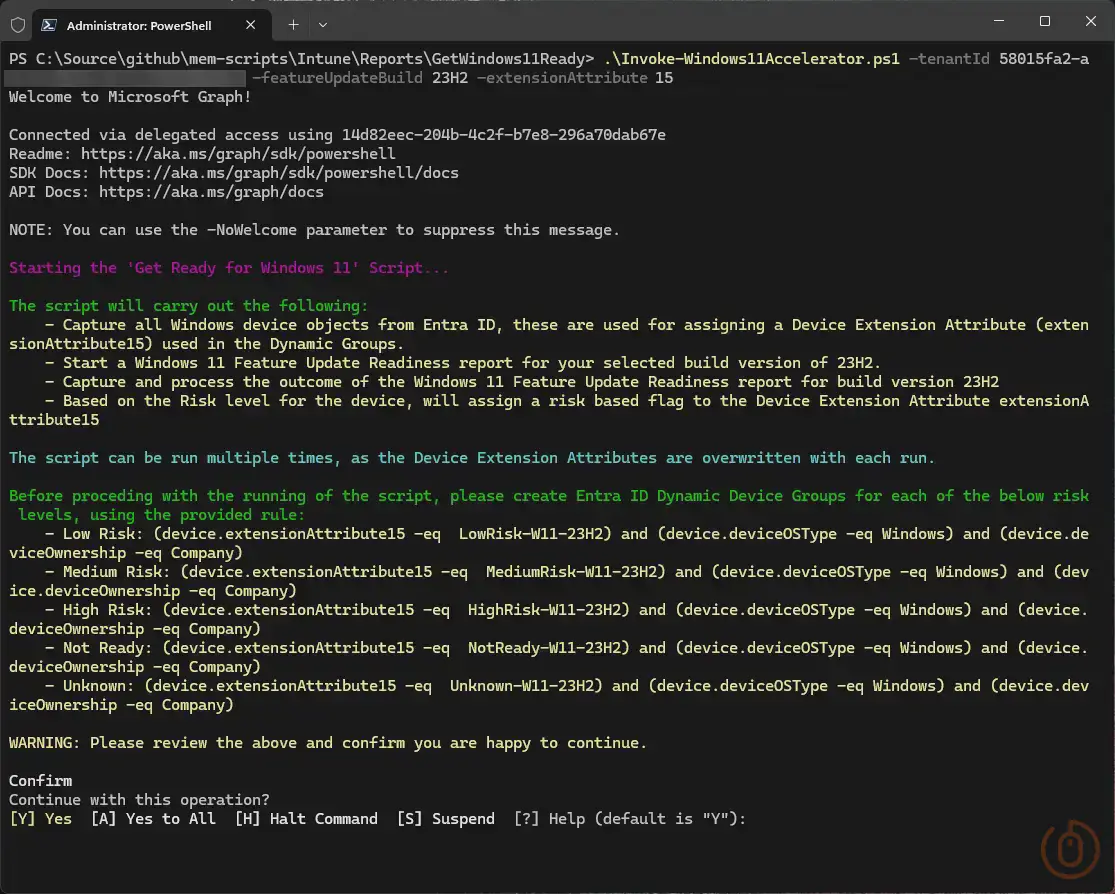 Administrator: PowerShell
PS C:\Source\github\mem-scripts\Intune\Reports\GetWindows11Ready> .\Invoke-Windows11Accelerator.ps1 -tenantId 58015fa2-a
-featureUpdateBuild 23H2 -extensionAttribute 15
Welcome to Microsoft Graph!
Connected via delegated access using 14d82eec-204b-4c2f-b7e8-296a70dab67e
Readme: https://aka.ms/graph/sdk/powershell
SDK Docs: https://aka.ms/graph/sdk/powershell/docs
API Docs: https://aka.ms/graph/docs
NOTE: You can use the -NoWelcome parameter to suppress this message.
Starting the 'Get Ready for Windows 11' Script...
The script will carry out the following:
- Capture all Windows device objects from Entra ID, these are used for assigning a Device Extension Attribute (exten
sionAttribute15) used in the Dynamic Groups.
- Start a Windows 11 Feature Update Readiness report for your selected build version of 23H2.
- Capture and process the outcome of the Windows 11 Feature Update Readiness report for build version 23H2
- Based on the Risk level for the device, will assign a risk based flag to the Device Extension Attribute extensionA
ttribute15
The script can be run multiple times, as the Device Extension Attributes are overwritten with each run.
Before proceding with the running of the script, please create Entra ID Dynamic Device Groups for each of the below risk
levels, using the provided rule:
- Low Risk: (device.extensionAttribute15 -eq  LowRisk-W11-23H2) and (device.deviceOSType -eq Windows) and (device.de
viceOwnership -eq Company)
- Medium Risk: (device.extensionAttribute15 -eq  MediumRisk-W11-23H2) and (device.deviceOSType -eq Windows) and (dev
ice.deviceOwnership -eq Company)
- High Risk: (device.extensionAttribute15 -eq  HighRisk-W11-23H2) and (device.deviceOSType -eq Windows) and (device.
deviceOwnership -eq Company)
- Not Ready: (device.extensionAttribute15 -eq  NotReady-W11-23H2) and (device.deviceOSType -eq Windows) and (device.
deviceOwnership -eq Company)
- Unknown: (device.extensionAttribute15 -eq  Unknown-W11-23H2) and (device.deviceOSType -eq Windows) and (device.dev
iceOwnership -eq Company)
WARNING: Please review the above and confirm you are happy to continue.
Confirm
Continue with this operation?
[Y] Yes  [A] Yes to All  [H] Halt Command  [S] Suspend  [?] Help (default is "Y"):